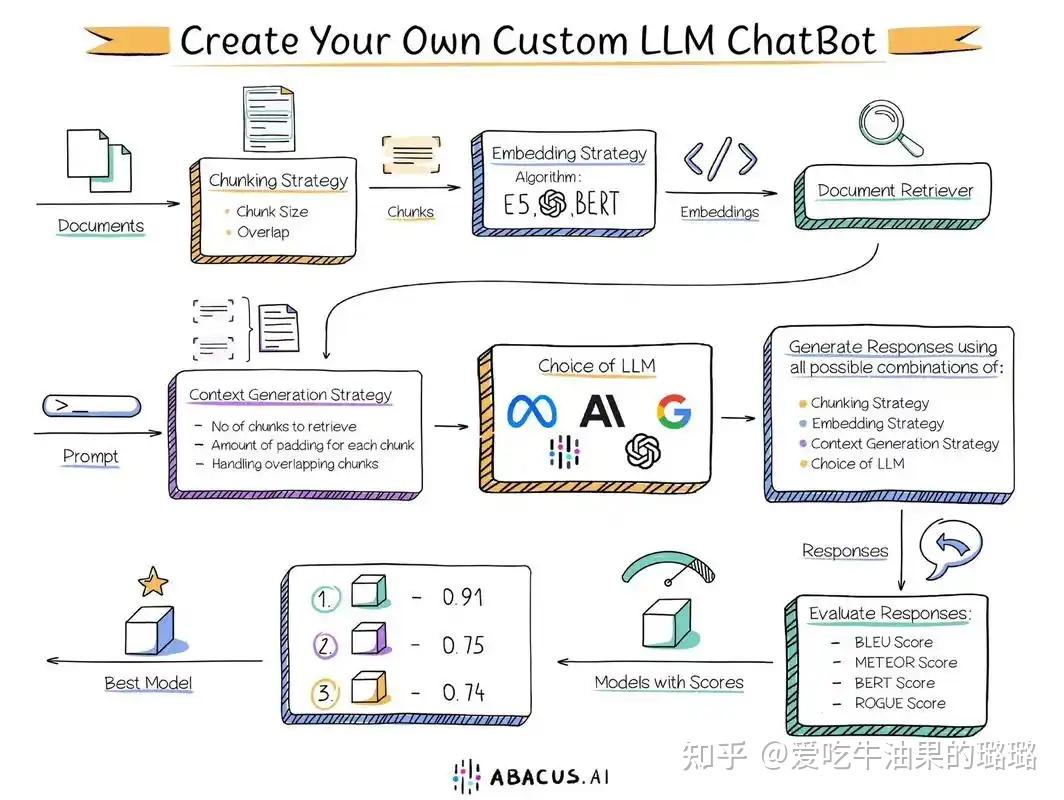 Create Your Own Custom LLM ChatBot
Documents
Chunking Strategy
Chunk Size
Overlap
Chunks
Embedding Strategy
Algorithm:
E5, , BERT
</>
Embeddings
Document Retriever
>_
Prompt
Context Generation Strategy
- No of chunks to retrieve
- Amount of padding for each chunk
- Handling overlapping chunks
Choice of LLM
A\
G
Generate Responses using
all possible combinations of:
Chunking Strategy
Embedding Strategy
Context Generation Strategy
Choice of LLM
Responses
Evaluate Responses:
- BLEU Score
- METEOR Score
- BERT Score
- ROGUE Score
Models with Scores
1. - 0.91
2. - 0.75
3. - 0.74
Best Model
ABACUS.AI
知乎 @爱吃牛油果的璐璐